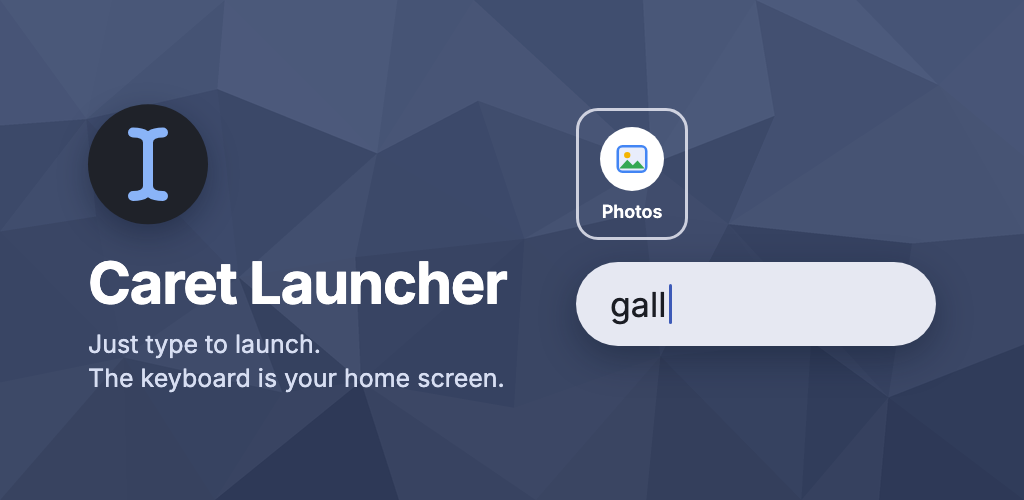 Caret Launcher
Just type to launch.
The keyboard is your home screen.
Photos
gall